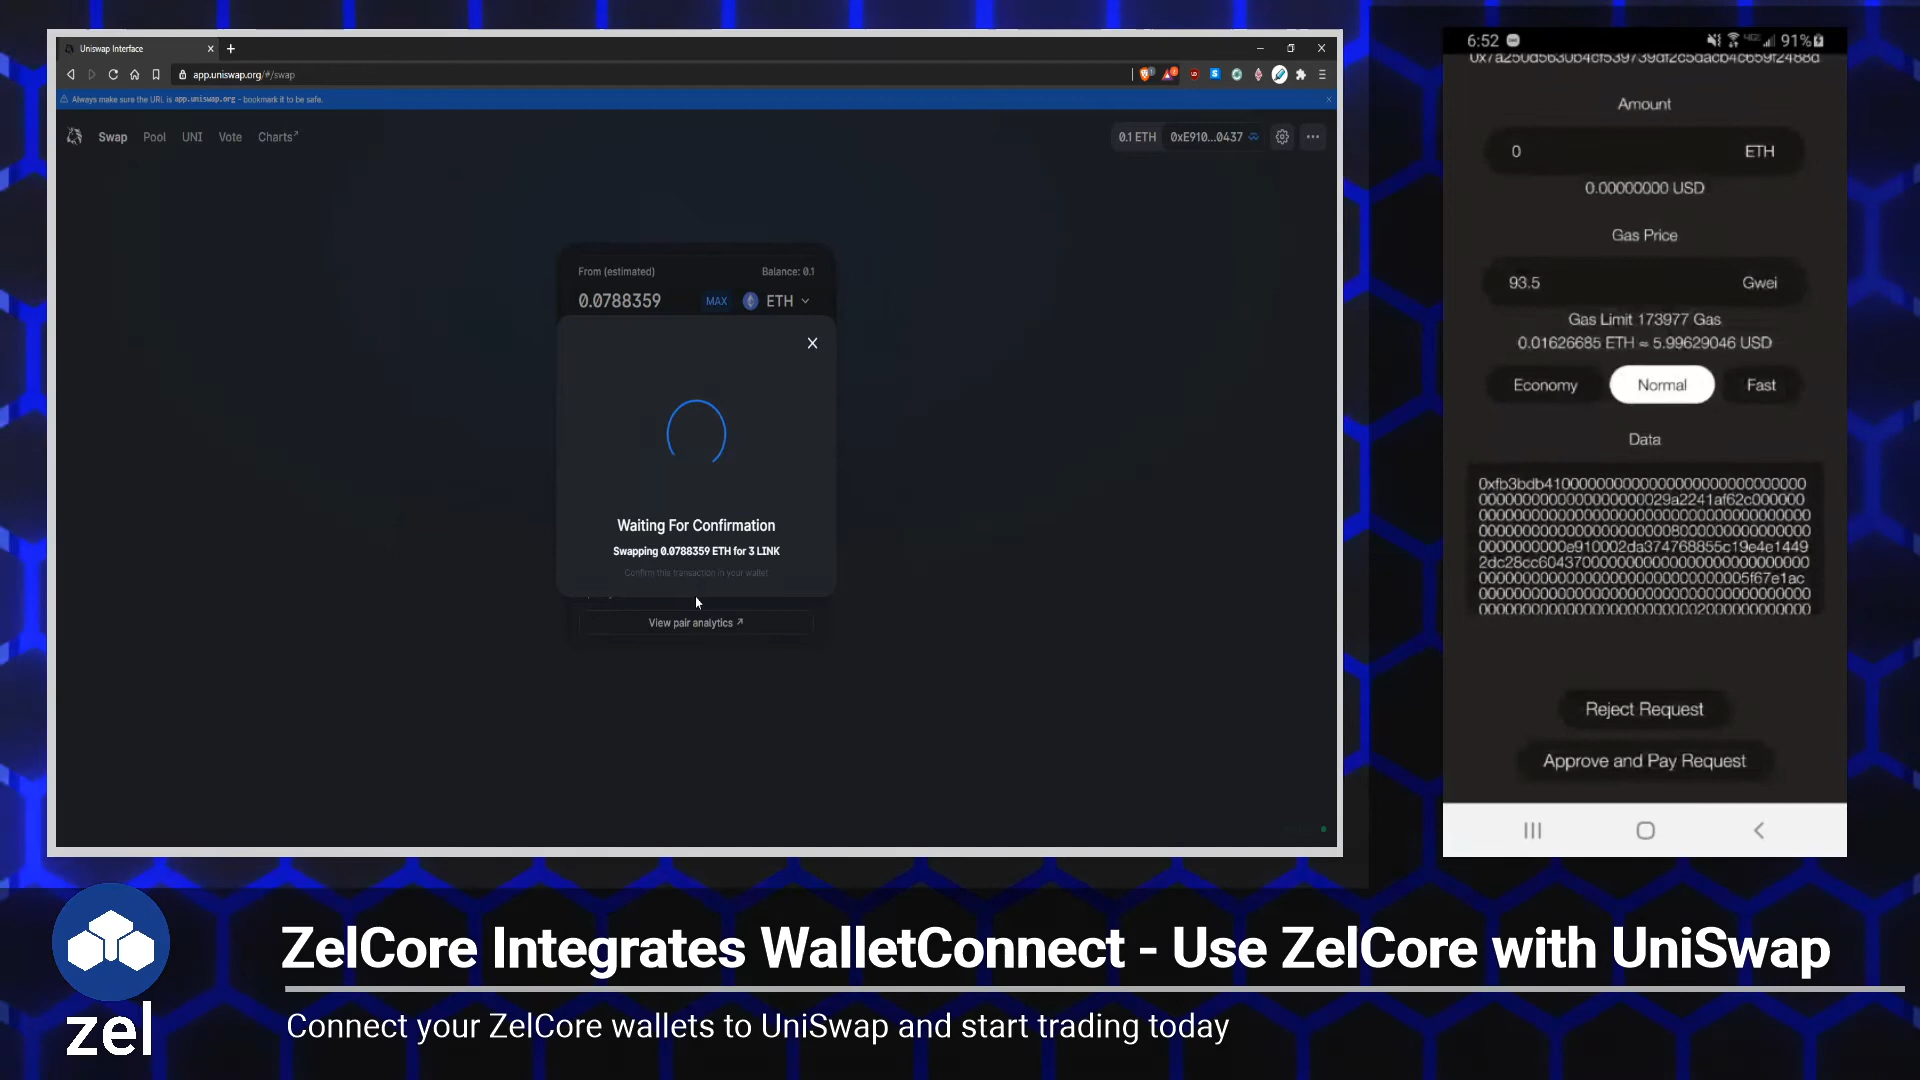 Uniswap Interface
app.uniswap.org/#/swap
Always make sure the URL is app.uniswap.org - bookmark it to be safe.
Swap Pool UNI Vote Charts↗
0.1 ETH 0xE910...0437
From (estimated) Balance: 0.1
0.0788359 MAX ETH
Waiting For Confirmation
Swapping 0.0788359 ETH for 3 LINK
Confirm this transaction in your wallet
View pair analytics ↗
6:52 91%
0x7a250d5630b4cf539739df2c5dacb4c659f2488d
Amount
0 ETH
0.00000000 USD
Gas Price
93.5 Gwei
Gas Limit 173977 Gas
0.01626685 ETH ≈ 5.99629046 USD
Economy Normal Fast
Data
Reject Request
Approve and Pay Request
zel
ZelCore Integrates WalletConnect - Use ZelCore with UniSwap
Connect your ZelCore wallets to UniSwap and start trading today